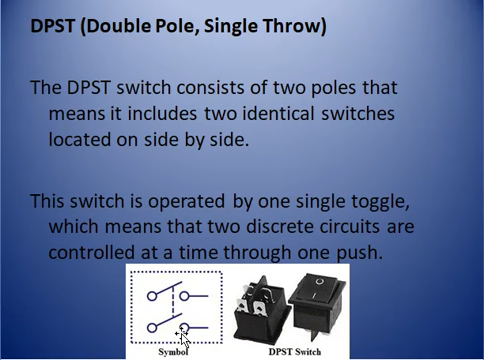 DPST (Double Pole, Single Throw)
The DPST switch consists of two poles that
means it includes two identical switches
located on side by side.
This switch is operated by one single toggle,
which means that two discrete circuits are
controlled at a time through one push.
Symbol
DPST Switch